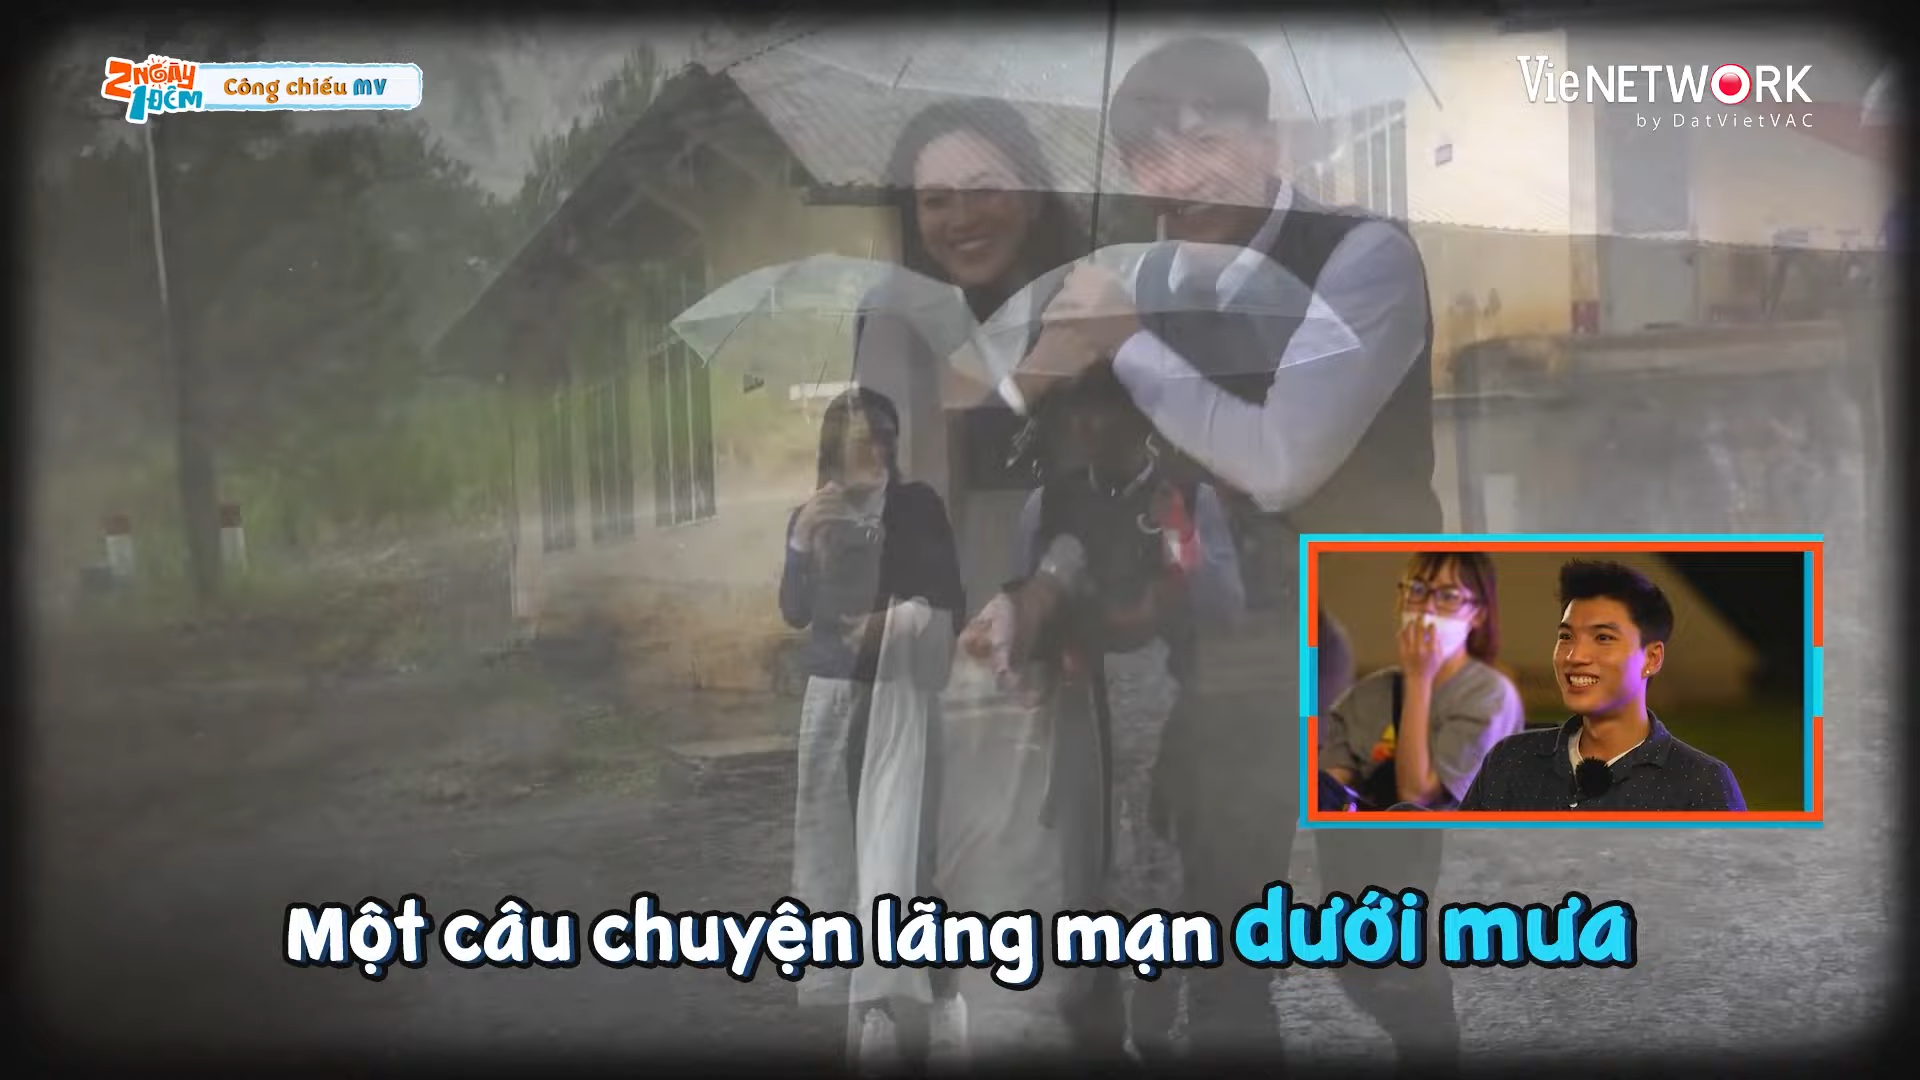 2 NGÀY
1 ĐÊM
Công chiếu MV
VieNETWORK
by DatVietVAC
Một câu chuyện lãng mạn dưới mưa